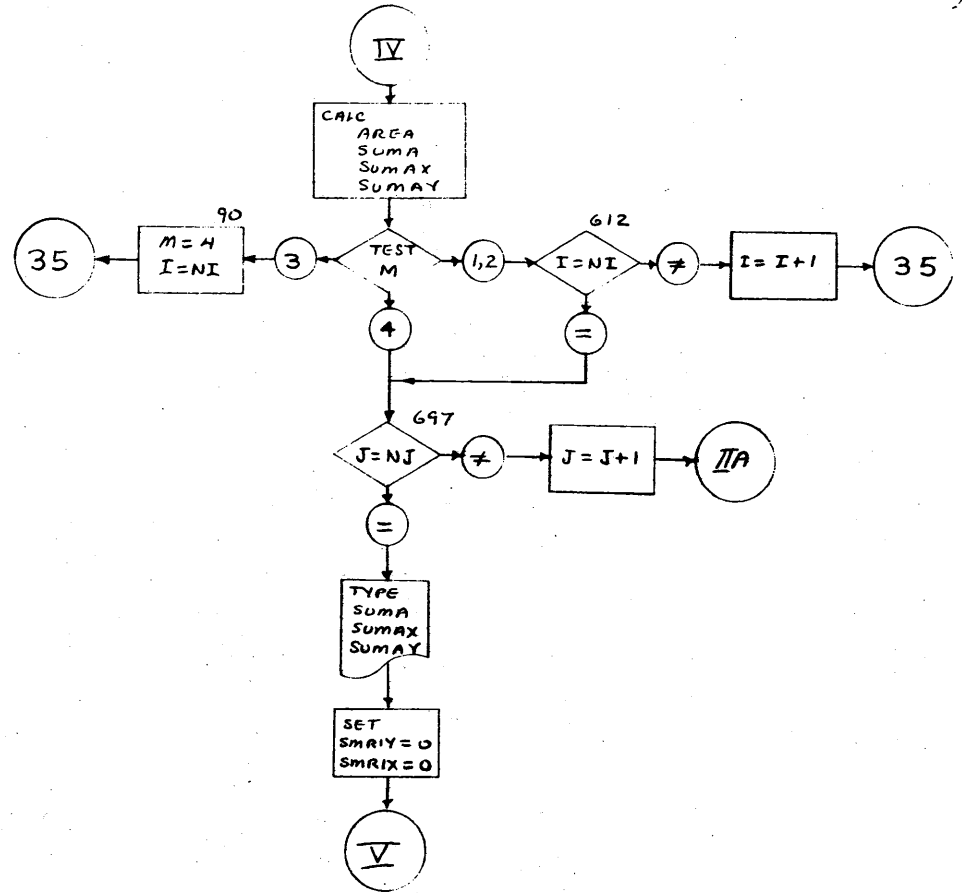 IV
CALC
AREA
SUMA
SUMAX
SUMAY
90
612
35
M = 4
I = NI
3
TEST
M
1,2
I = NI
≠
I = I+1
35
4
=
697
J = NJ
≠
J = J+1
IIA
=
TYPE
SUMA
SUMAX
SUMAY
SET
SMRIY = 0
SMRIX = 0
V